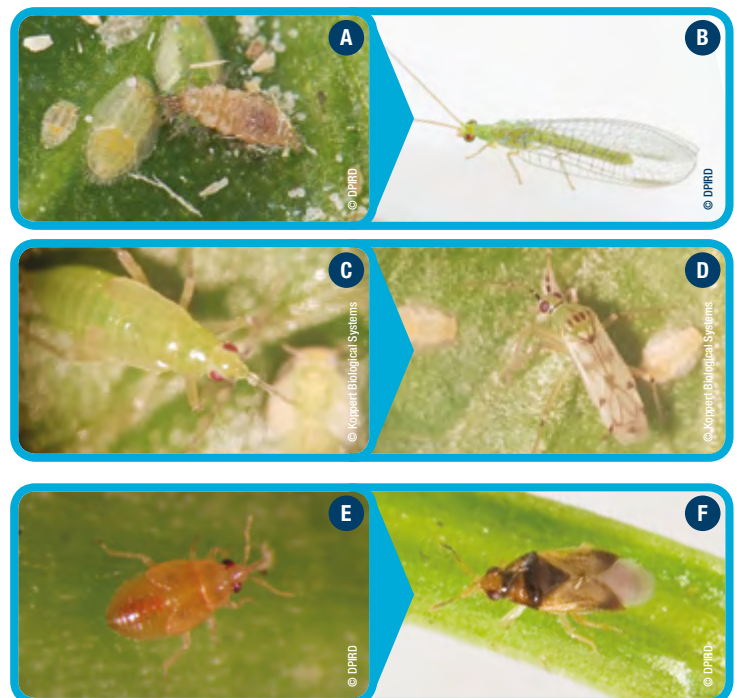 A
© DPIRD
B
© DPIRD
C
© Koppert Biological Systems
D
© Koppert Biological Systems
E
© DPIRD
F
© DPIRD